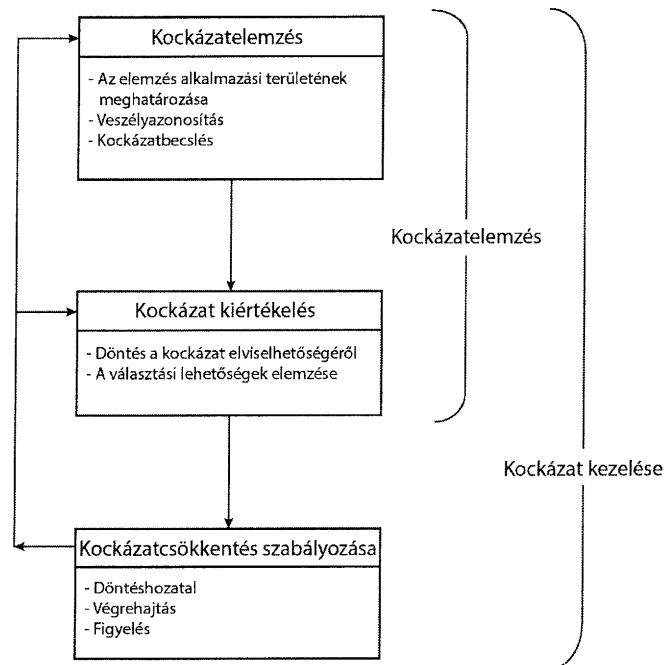 Kockázatelemzés
- Az elemzés alkalmazási területének
meghatározása
- Veszélyazonosítás
- Kockázatbecslés
Kockázatelemzés
Kockázat kiértékelés
- Döntés a kockázat elviselhetőségéről
- A választási lehetőségek elemzése
Kockázat kezelése
Kockázatcsökkentés szabályozása
- Döntéshozatal
- Végrehajtás
- Figyelés